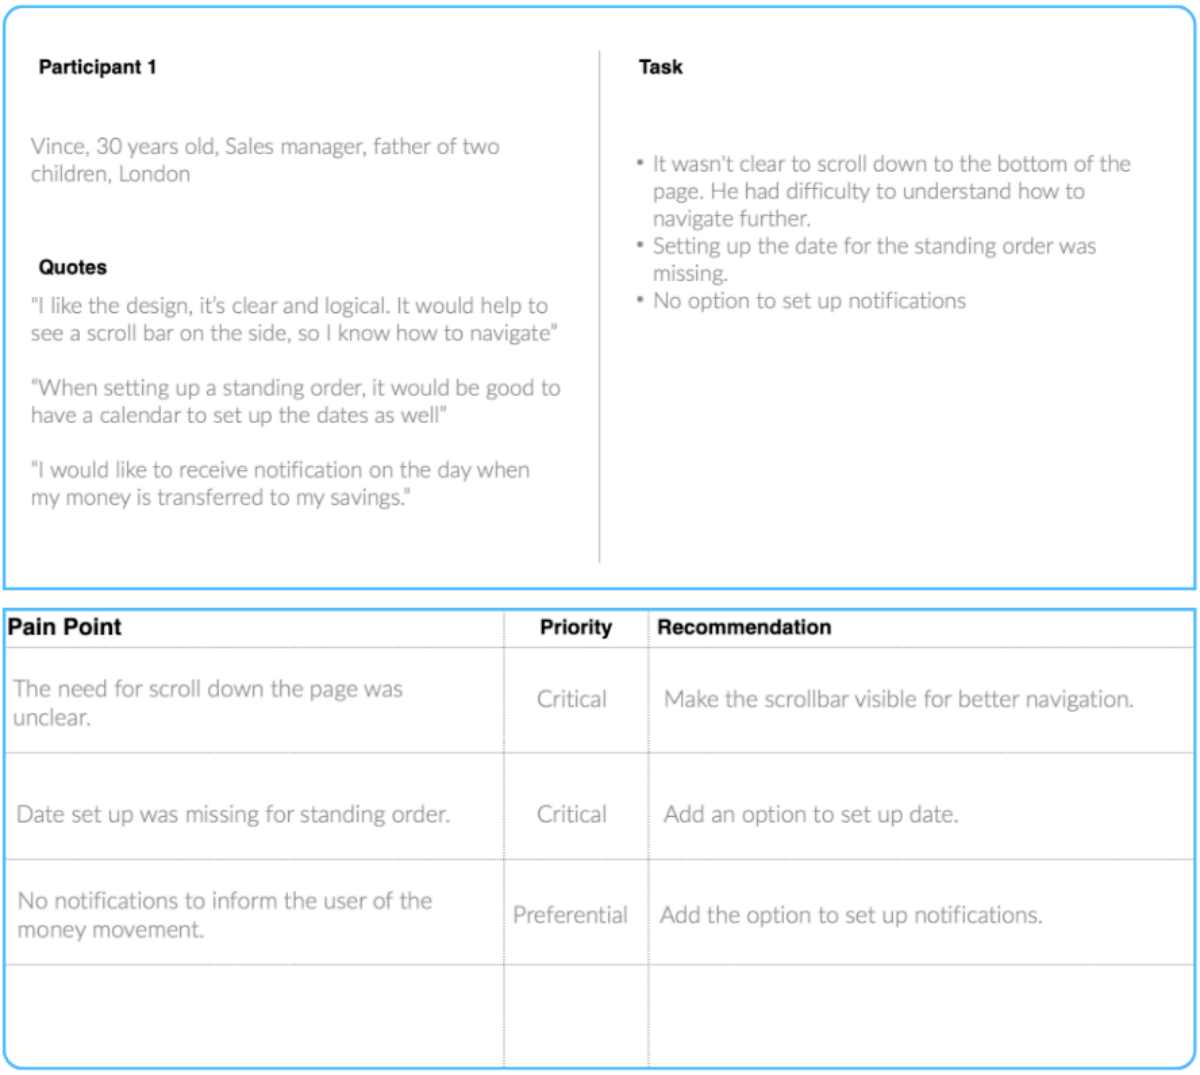 Participant 1
Vince, 30 years old, Sales manager, father of two
children, London
Quotes
"I like the design, it’s clear and logical. It would help to
see a scroll bar on the side, so I know how to navigate”
“When setting up a standing order, it would be good to
have a calendar to set up the dates as well”
“I would like to receive notification on the day when
my money is transferred to my savings.”
Task
• It wasn't clear to scroll down to the bottom of the
page. He had difficulty to understand how to
navigate further.
• Setting up the date for the standing order was
missing.
• No option to set up notifications
Pain Point Priority Recommendation
The need for scroll down the page was
unclear.
Critical
Make the scrollbar visible for better navigation.
Date set up was missing for standing order.
Critical
Add an option to set up date.
No notifications to inform the user of the
money movement.
Preferential
Add the option to set up notifications.